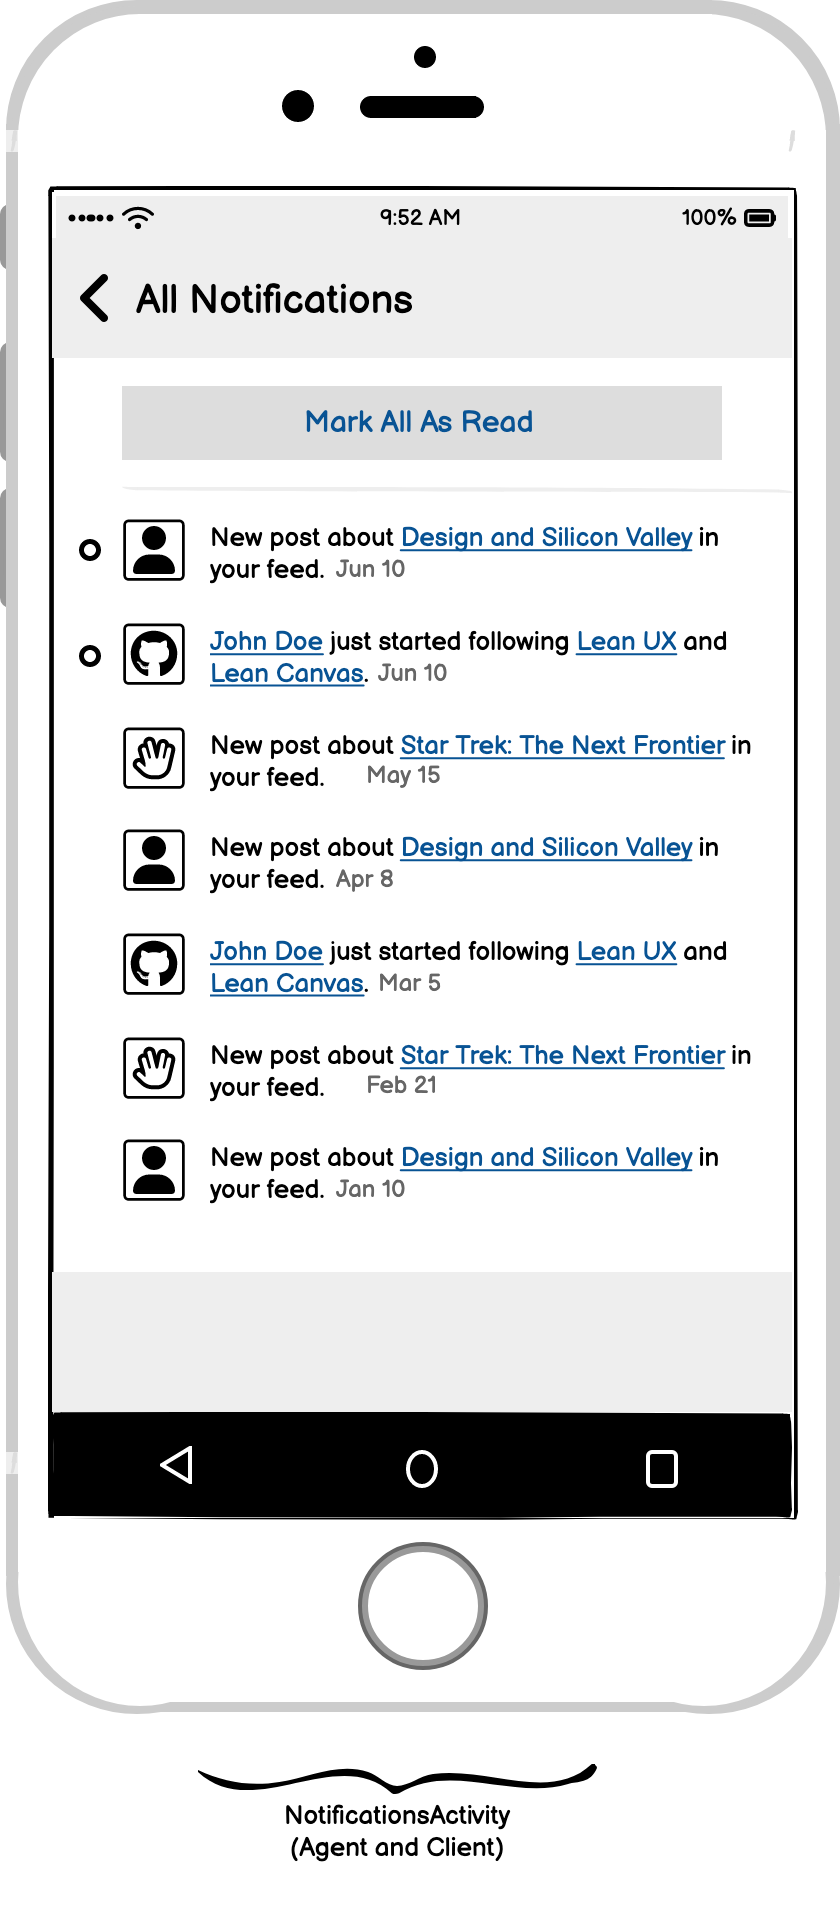 9:52 AM 100%
All Notifications
Mark All As Read
New post about Design and Silicon Valley in
your feed. Jun 10
John Doe just started following Lean UX and
Lean Canvas. Jun 10
New post about Star Trek: The Next Frontier in
your feed. May 15
New post about Design and Silicon Valley in
your feed. Apr 8
John Doe just started following Lean UX and
Lean Canvas. Mar 5
New post about Star Trek: The Next Frontier in
your feed. Feb 21
New post about Design and Silicon Valley in
your feed. Jan 10
NotificationsActivity
(Agent and Client)